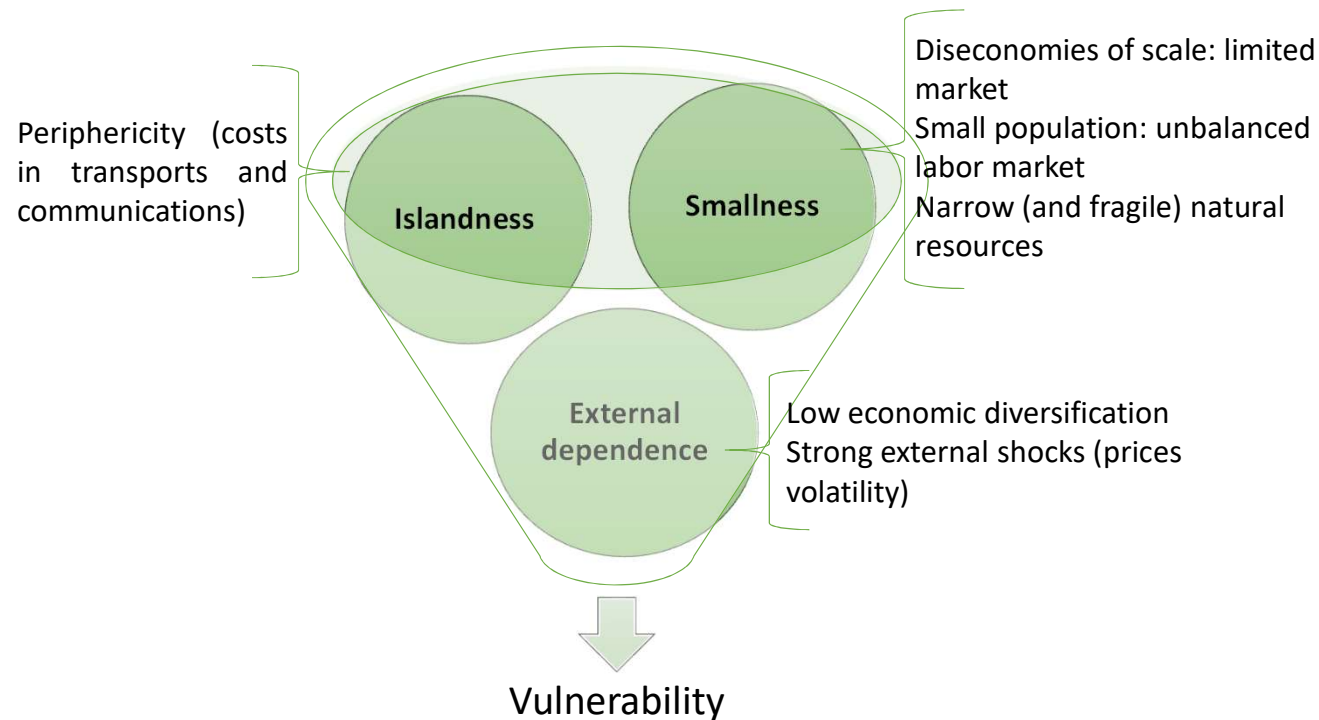 Periphericity (costs
in transports and
communications)
Islandness
Smallness
Diseconomies of scale: limited
market
Small population: unbalanced
labor market
Narrow (and fragile) natural
resources
External
dependence
Low economic diversification
Strong external shocks (prices
volatility)
Vulnerability